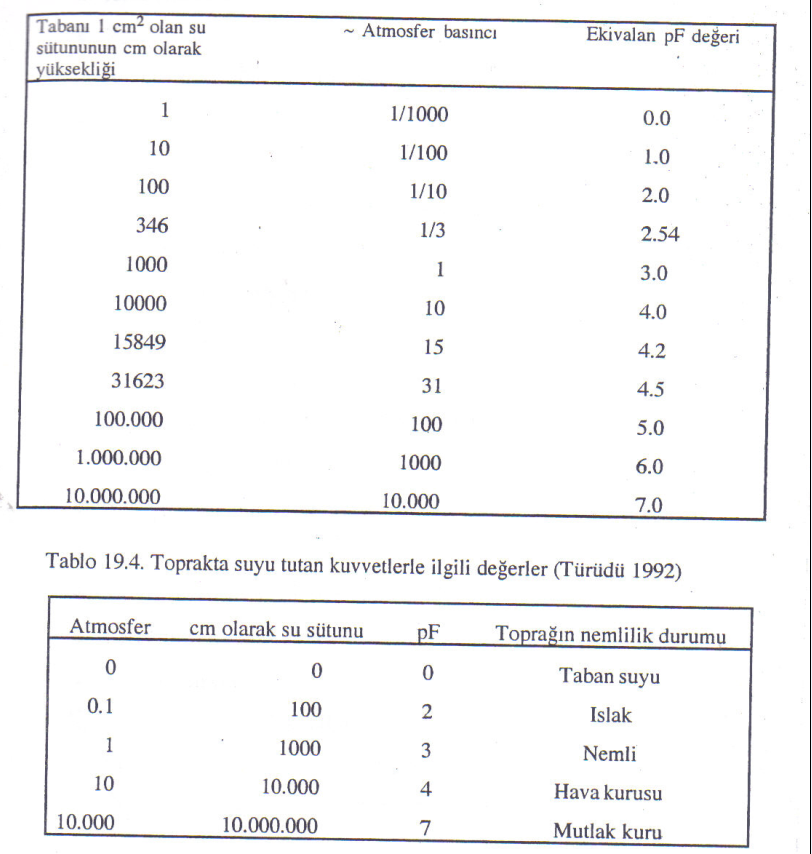 Tabanı 1 cm² olan su ~ Atmosfer basıncı Ekivalan pF değeri
sütununun cm olarak
yüksekliği
1 1/1000 0.0
10 1/100 1.0
100 1/10 2.0
346 1/3 2.54
1000 1 3.0
10000 10 4.0
15849 15 4.2
31623 31 4.5
100.000 100 5.0
1.000.000 1000 6.0
10.000.000 10.000 7.0
Tablo 19.4. Toprakta suyu tutan kuvvetlerle ilgili değerler (Türüdü 1992)
Atmosfer cm olarak su sütunu pF Toprağın nemlilik durumu
0 0 0 Taban suyu
0.1 100 2 Islak
1 1000 3 Nemli
10 10.000 4 Hava kurusu
10.000 10.000.000 7 Mutlak kuru